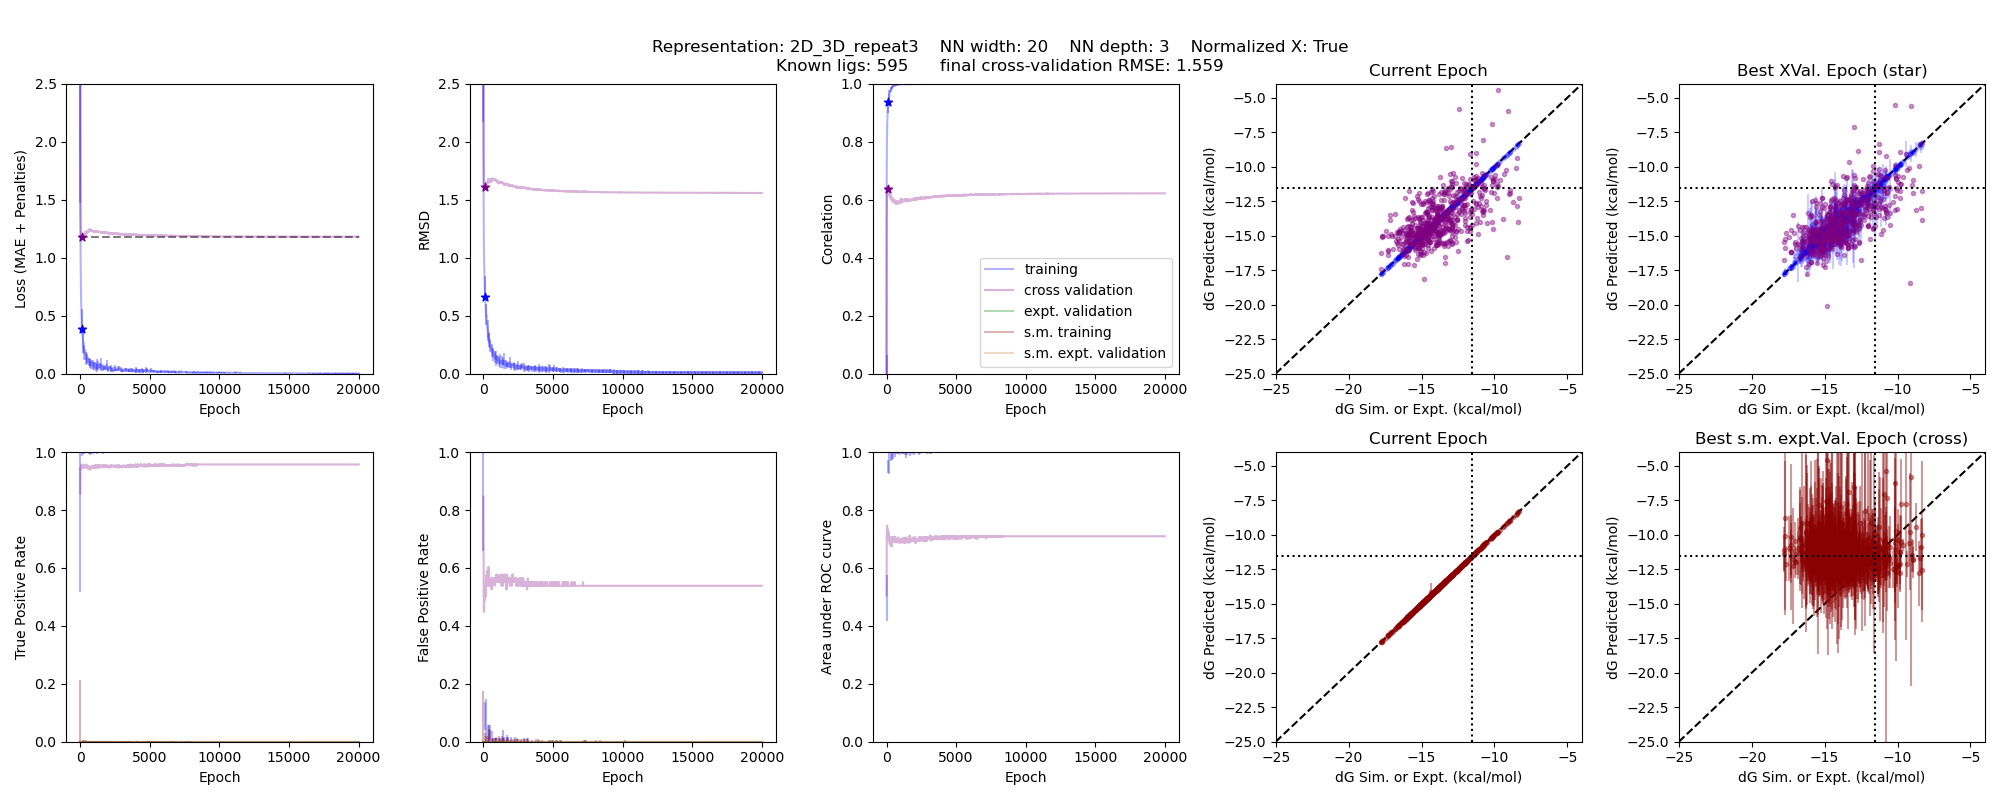 Representation: 2D_3D_repeat3    NN width: 20    NN depth: 3    Normalized X: True
Known ligs: 595      final cross-validation RMSE: 1.559
2.5
2.0
1.5
1.0
0.5
0.0
Loss (MAE + Penalties)
0 5000 10000 15000 20000
Epoch
2.5
2.0
1.5
1.0
0.5
0.0
RMSD
0 5000 10000 15000 20000
Epoch
1.0
0.8
0.6
0.4
0.2
0.0
Corelation
training
cross validation
expt. validation
s.m. training
s.m. expt. validation
0 5000 10000 15000 20000
Epoch
Current Epoch
−5.0
−7.5
−10.0
−12.5
−15.0
−17.5
−20.0
−22.5
−25.0
dG Predicted (kcal/mol)
−25 −20 −15 −10 −5
dG Sim. or Expt. (kcal/mol)
Best XVal. Epoch (star)
−5.0
−7.5
−10.0
−12.5
−15.0
−17.5
−20.0
−22.5
−25.0
dG Piredicted (kcal/mol)
−25 −20 −15 −10 −5
dG Sim. or Expt. (kcal/mol)
1.0
0.8
0.6
0.4
0.2
0.0
True Positive Rate
0 5000 10000 15000 20000
Epoch
1.0
0.8
0.6
0.4
0.2
0.0
False Positive Rate
0 5000 10000 15000 20000
Epoch
1.0
0.8
0.6
0.4
0.2
0.0
Area under ROC curve
0 5000 10000 15000 20000
Epoch
Current Epoch
−5.0
−7.5
−10.0
−12.5
−15.0
−17.5
−20.0
−22.5
−25.0
dG Predicted (kcal/mol)
−25 −20 −15 −10 −5
dG Sim. or Expt. (kcal/mol)
Best s.m. expt.Val. Epoch (cross)
−5.0
−7.5
−10.0
−12.5
−15.0
−17.5
−20.0
−22.5
−25.0
dG Predicted (kcal/mol)
−25 −20 −15 −10 −5
dG Sim. or Expt. (kcal/mol)